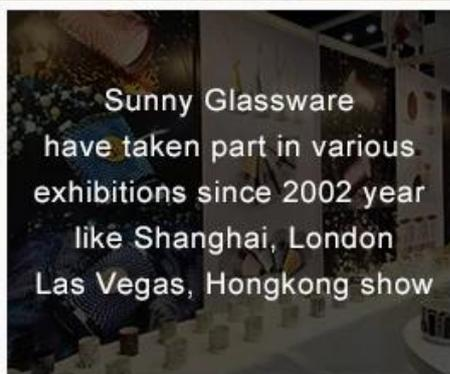 Sunny Glassware
have taken part in various
exhibitions since 2002 year
like Shanghai, London
Las Vegas, Hongkong show